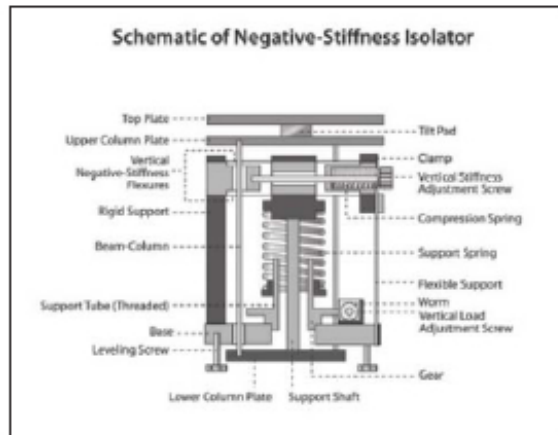 Schematic of Negative-Stiffness Isolator
Top Plate
Upper Column Plate
Vertical
Negative-Stiffness
Flexures
Rigid Support
Beam-Column
Support Tube (Threaded)
Base
Leveling Screw
Lower Column Plate
Support Shaft
Tilt Pad
Clamp
Vertical Stiffness
Adjustment Screw
Compression Spring
Support Spring
Flexible Support
Worm
Vertical Load
Adjustment Screw
Gear